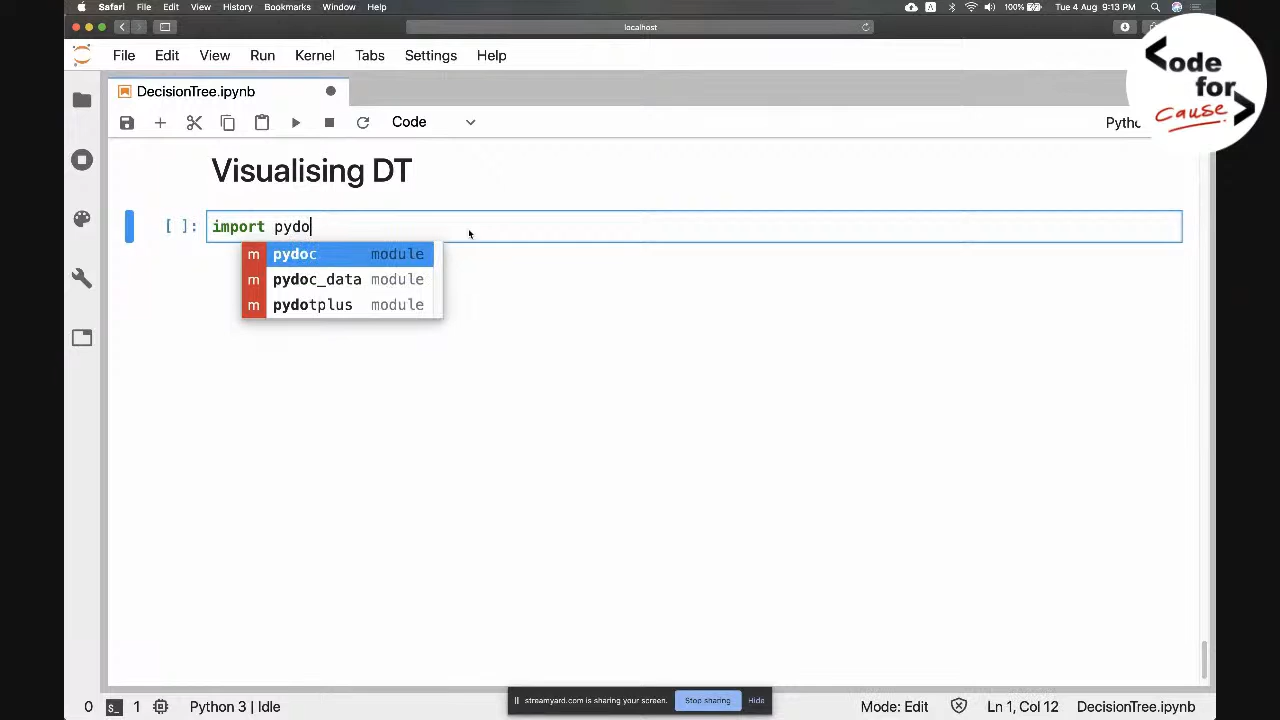 Safari File Edit View History Bookmarks Window Help 100% Tue 4 Aug 9:13 PM
localhost
<ode
for
cause>
File Edit View Run Kernel Tabs Settings Help
DecisionTree.ipynb
Code
Visualising DT
[ ]: import pydo
m pydoc module
m pydoc_data module
m pydotplus module
streamyard.com is sharing your screen. Stop sharing Hide
0 1 Python 3 | Idle Mode: Edit Ln 1, Col 12 DecisionTree.ipynb